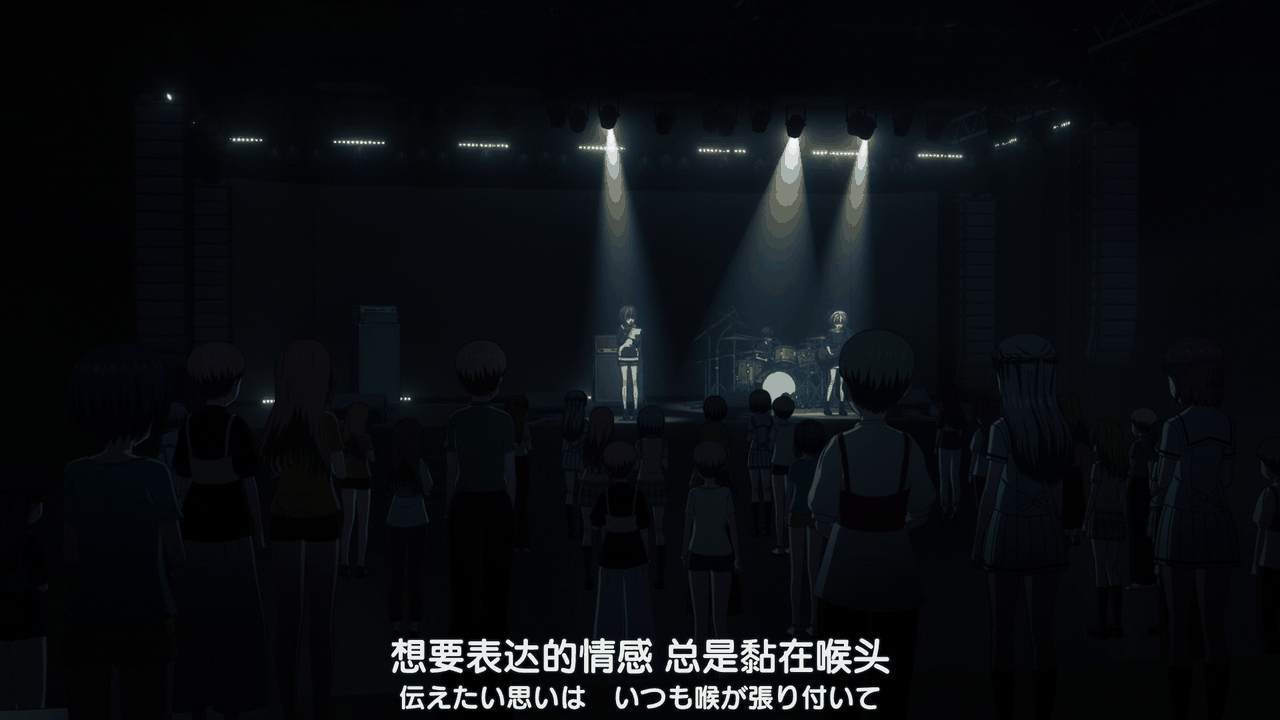 想要表达的情感 总是黏在喉头
伝えたい思いは　いつも喉が張り付いて